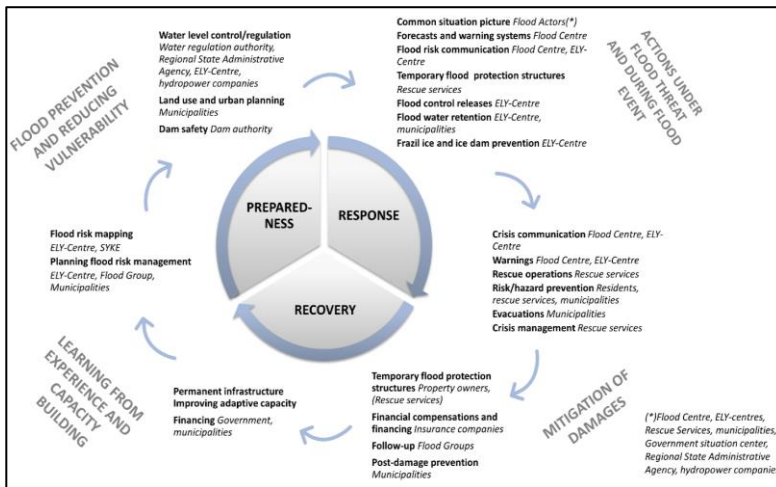 Water level control/regulation
Water regulation authority,
Regional State Administrative
Agency, ELY-Centre,
hydropower companies
Land use and urban planning
Municipalities
Dam safety Dam authority
Common situation picture Flood Actors(*)
Forecasts and warning systems Flood Centre
Flood risk communication Flood Centre, ELY-
Centre
Temporary flood protection structures
Rescue services
Flood control releases ELY-Centre
Flood water retention ELY-Centre,
municipalities
Frazil ice and ice dam prevention ELY-Centre
FLOOD PREVENTION
AND REDUCING
VULNERABILITY
ACTIONS UNDER
FLOOD THREAT
AND DURING FLOOD
EVENT
PREPARED-
NESS
RESPONSE
RECOVERY
Flood risk mapping
ELY-Centre, SYKE
Planning flood risk management
ELY-Centre, Flood Group,
Municipalities
Crisis communication Flood Centre, ELY-
Centre
Warnings Flood Centre, ELY-Centre
Rescue operations Rescue services
Risk/hazard prevention Residents,
rescue services, municipalities
Evacuations Municipalities
Crisis management Rescue services
LEARNING FROM
EXPERIENCE AND
CAPACITY
BUILDING
Permanent infrastructure
Improving adaptive capacity
Financing Government,
municipalities
Temporary flood protection
structures Property owners,
(Rescue services)
Financial compensations and
financing Insurance companies
Follow-up Flood Groups
Post-damage prevention
Municipalities
MITIGATION OF
DAMAGES
(*)Flood Centre, ELY-centres,
Rescue Services, municipalities,
Government situation center,
Regional State Administrative
Agency, hydropower companie